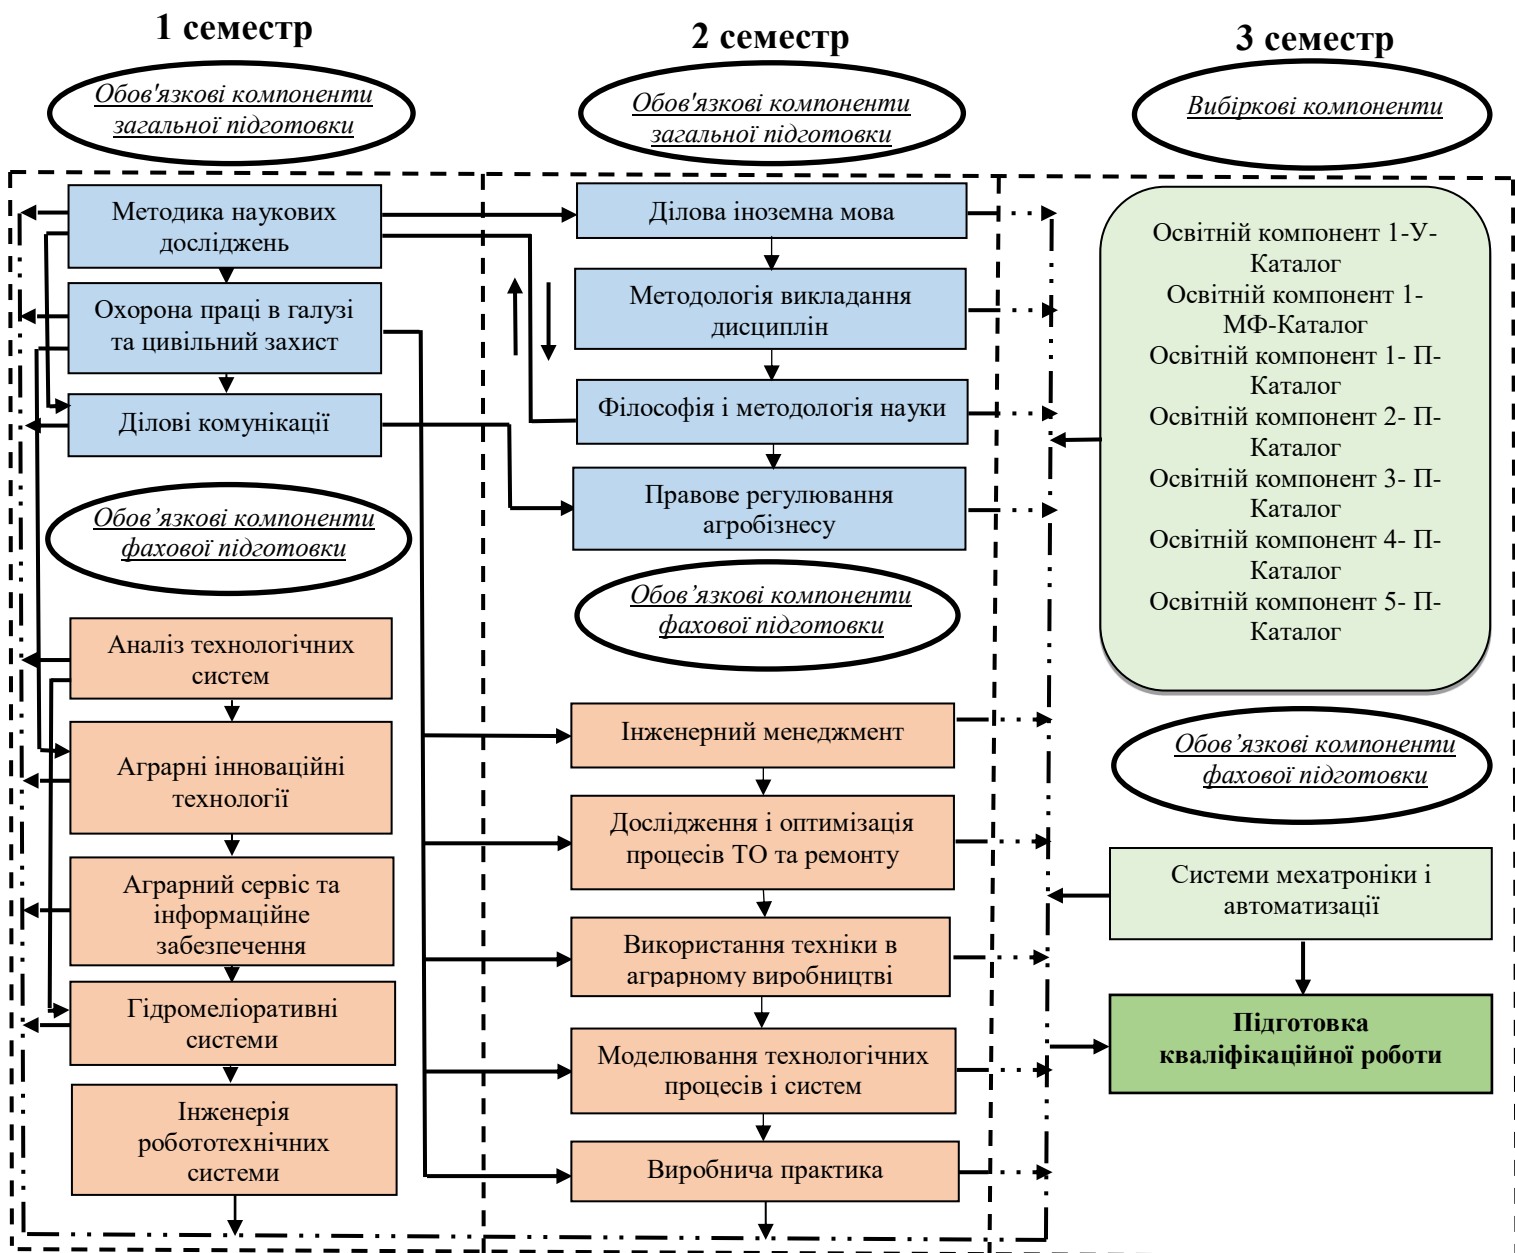 1 семестр
Обов'язкові компоненти
загальної підготовки
Методика наукових
досліджень
Охорона праці в галузі
та цивільний захист
Ділові комунікації
Обов’язкові компоненти
фахової підготовки
Аналіз технологічних
систем
Аграрні інноваційні
технології
Аграрний сервіс та
інформаційне
забезпечення
Гідромеліоративні
системи
Інженерія
робототехнічних
системи
2 семестр
Обов'язкові компоненти
загальної підготовки
Ділова іноземна мова
Методологія викладання
дисциплін
Філософія і методологія науки
Правове регулювання
агробізнесу
Обов’язкові компоненти
фахової підготовки
Інженерний менеджмент
Дослідження і оптимізація
процесів ТО та ремонту
Використання техніки в
аграрному виробництві
Моделювання технологічних
процесів і систем
Виробнича практика
3 семестр
Вибіркові компоненти
Освітній компонент 1-У-
Каталог
Освітній компонент 1-
МФ-Каталог
Освітній компонент 1- П-
Каталог
Освітній компонент 2- П-
Каталог
Освітній компонент 3- П-
Каталог
Освітній компонент 4- П-
Каталог
Освітній компонент 5- П-
Каталог
Обов’язкові компоненти
фахової підготовки
Системи мехатроніки і
автоматизації
Підготовка
кваліфікаційної роботи